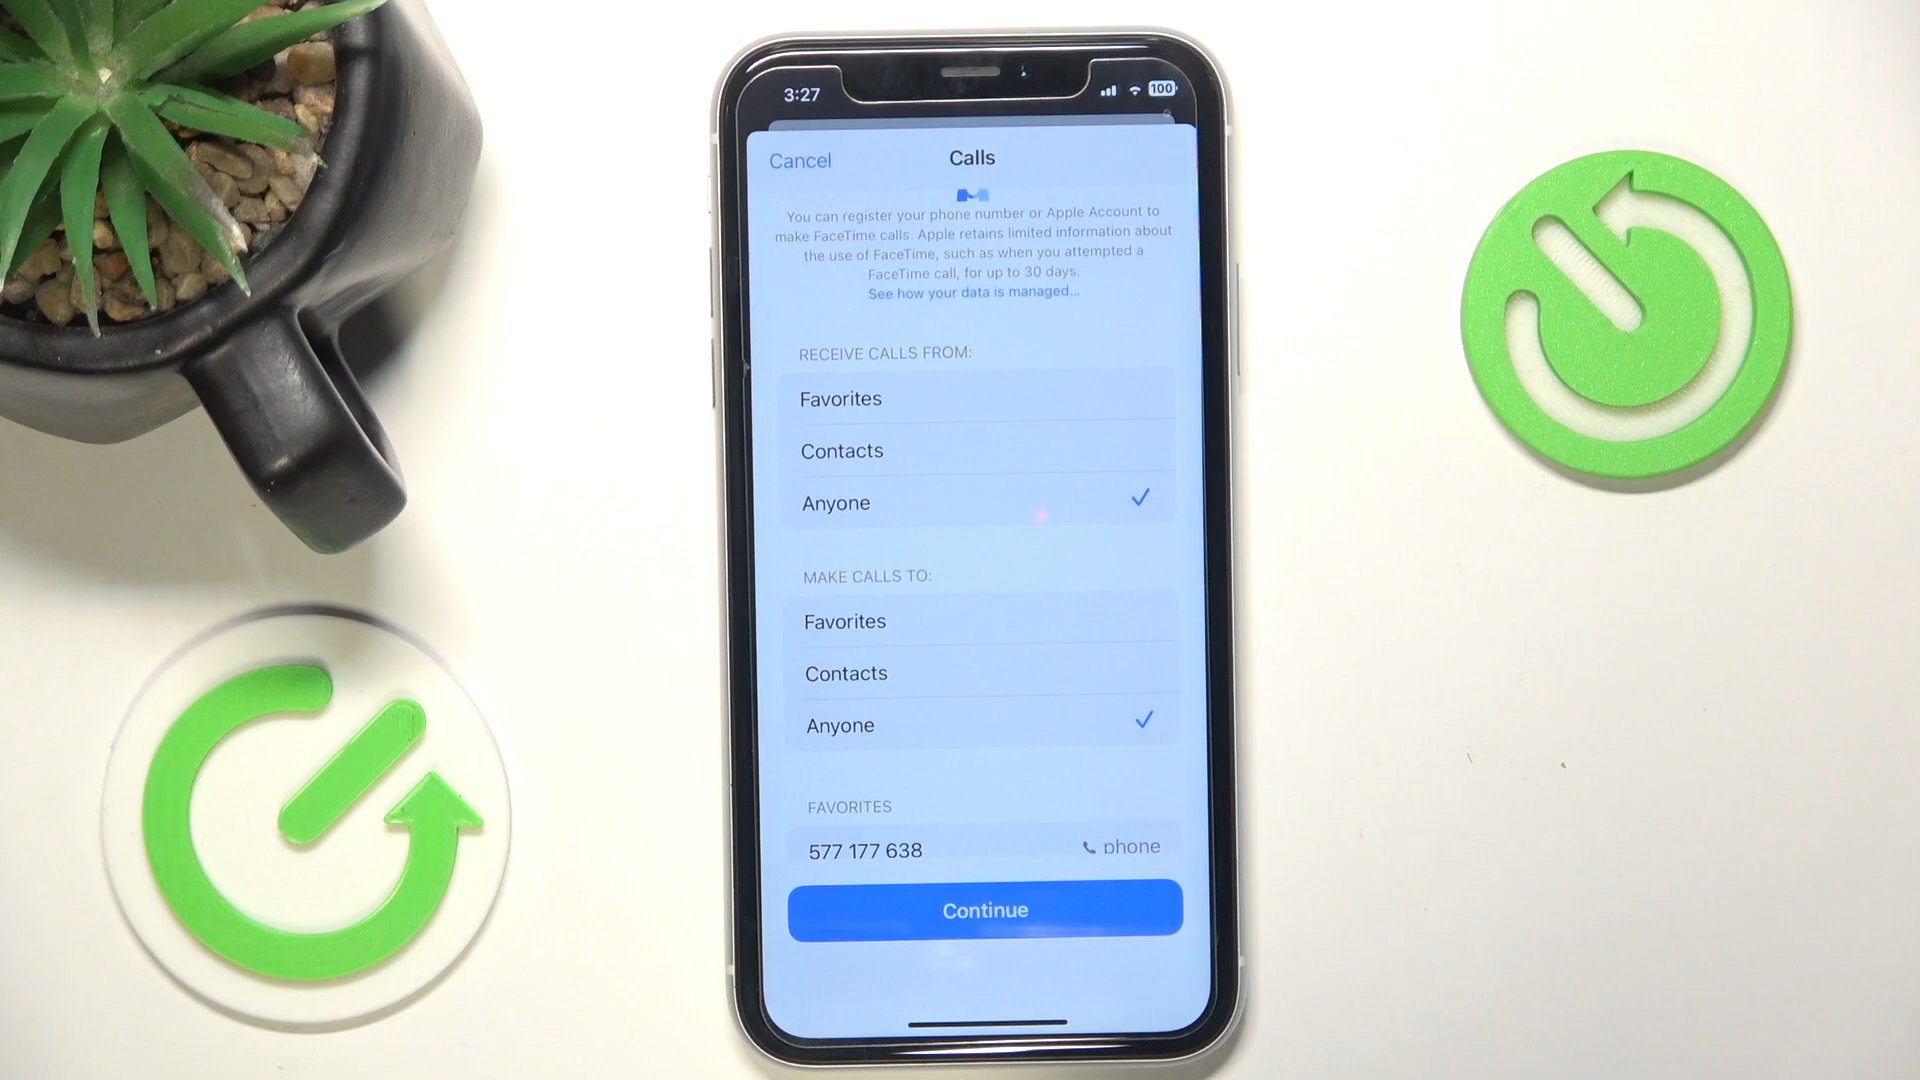 3:27
100
Cancel
Calls
You can register your phone number or Apple Account to
make FaceTime calls. Apple retains limited information about
the use of FaceTime, such as when you attempted a
FaceTime call, for up to 30 days.
See how your data is managed...
RECEIVE CALLS FROM:
Favorites
Contacts
Anyone
MAKE CALLS TO:
Favorites
Contacts
Anyone
FAVORITES
577 177 638 phone
Continue